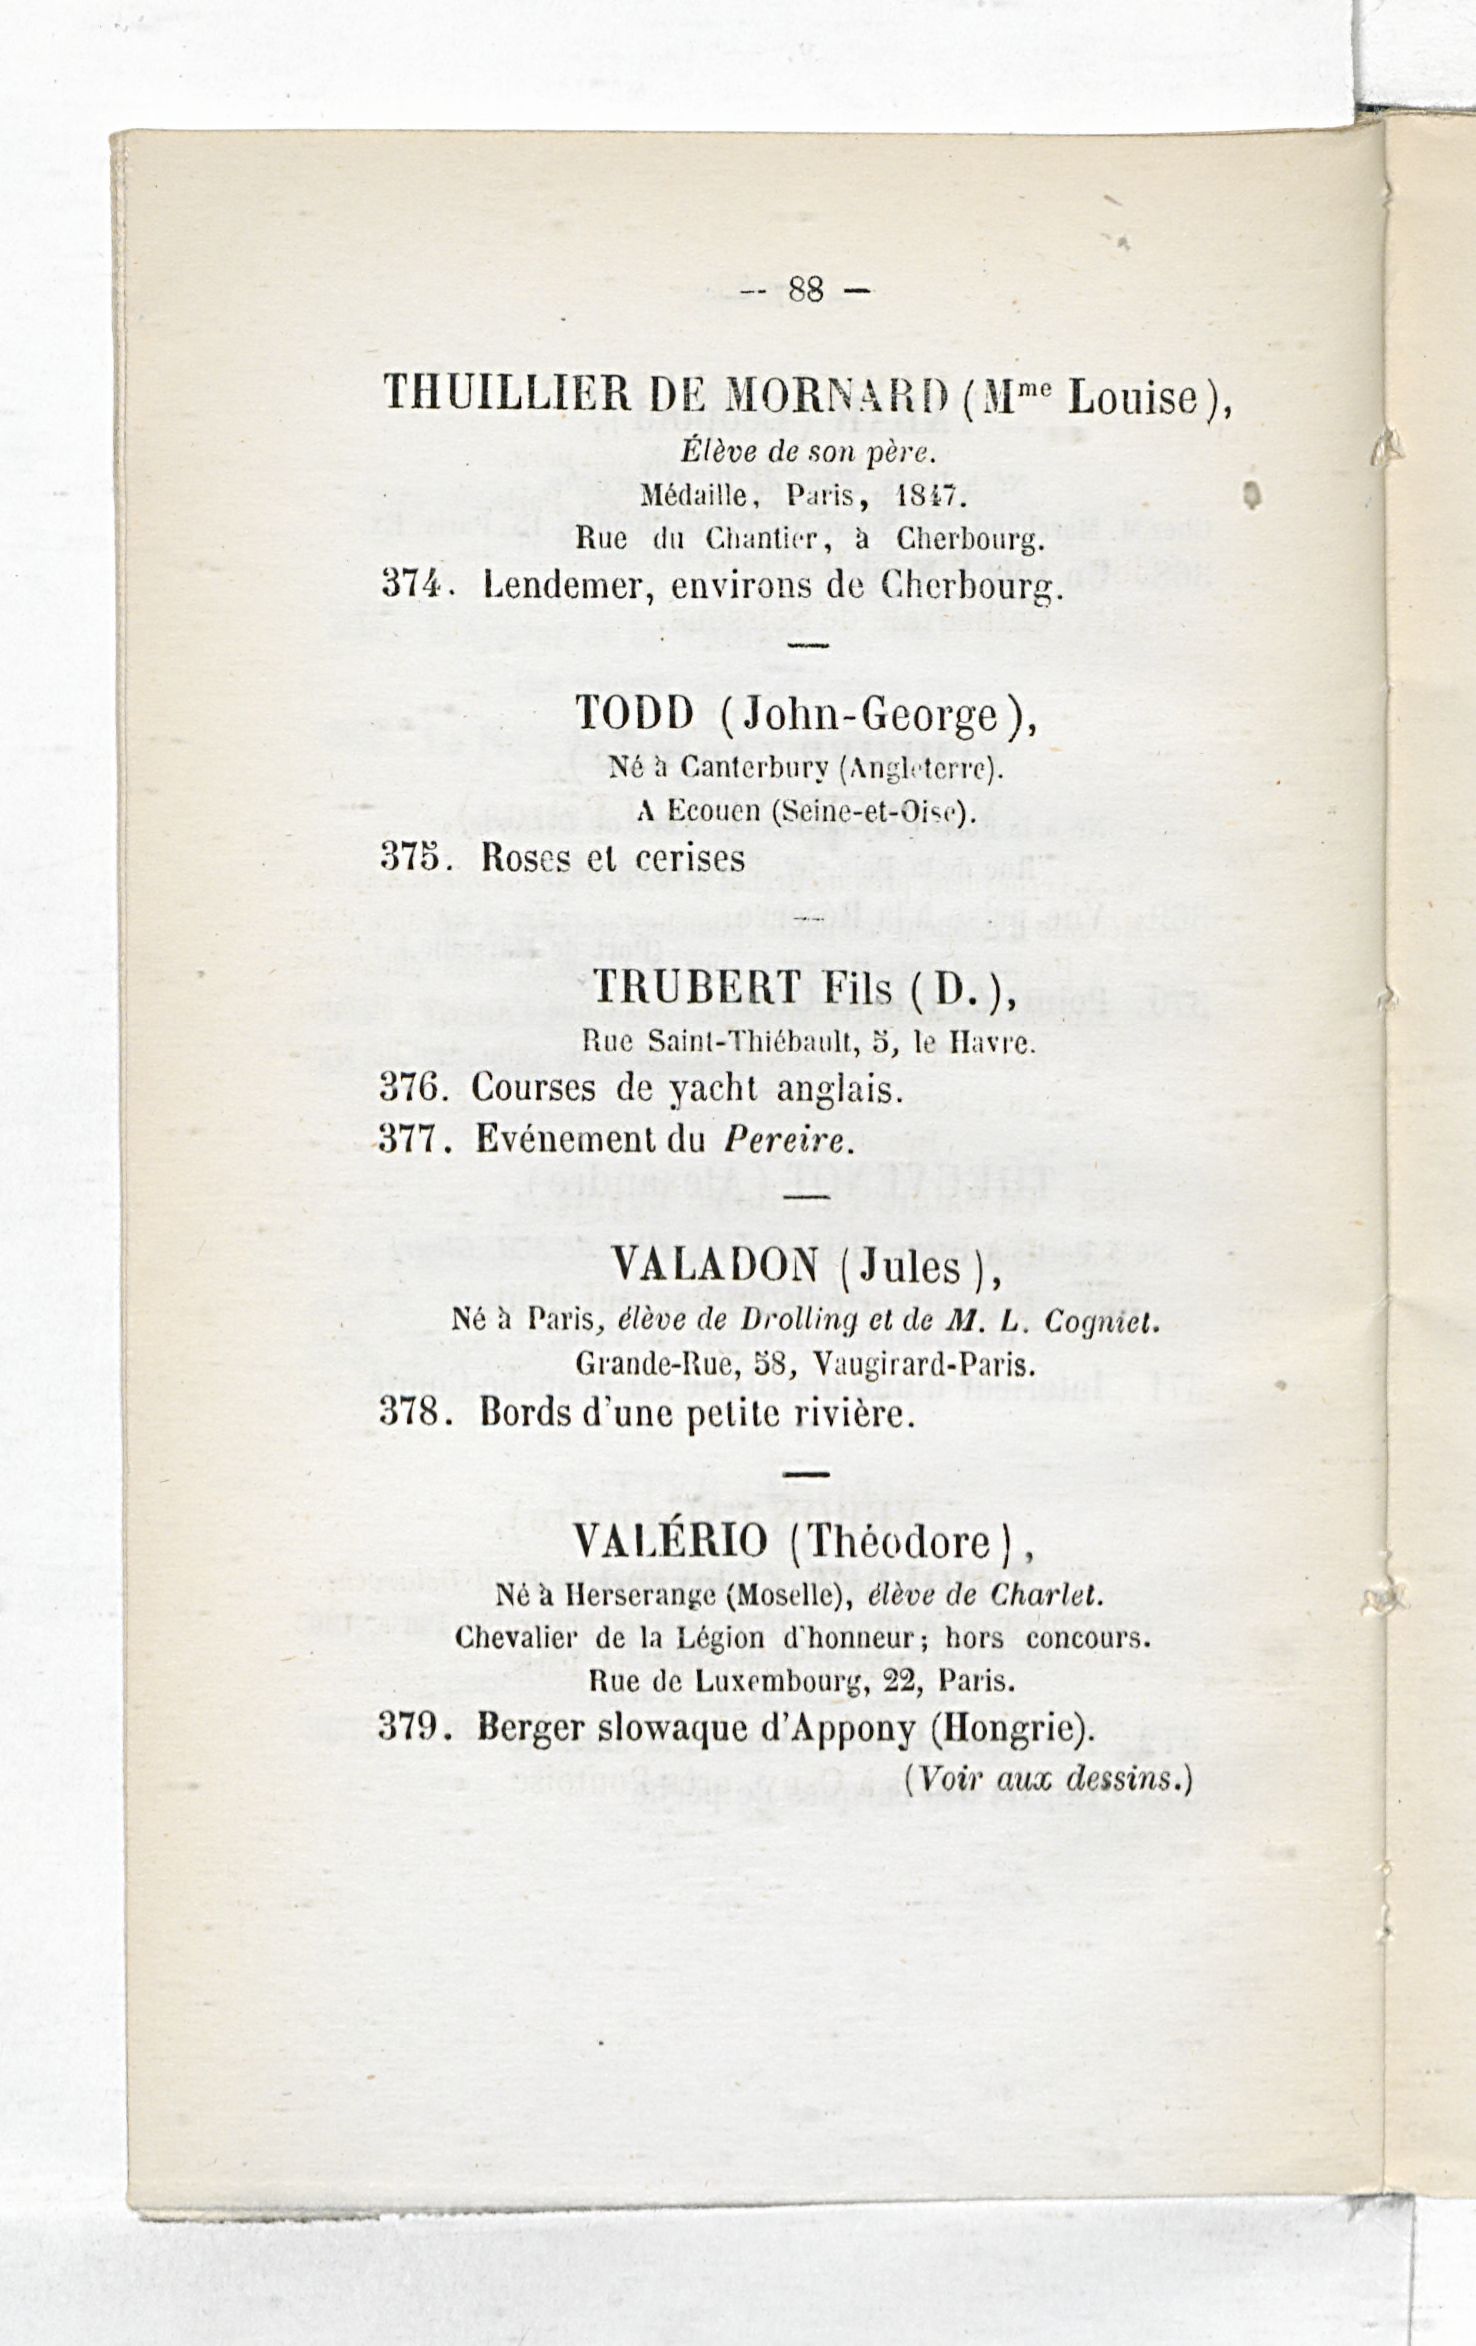 — 88 —
THUILLIER DE MORNARD (Mme Louise),
Élève de son père.
Médaille, Paris, 1847.
Rue du Chantier, à Cherbourg.
374. Lendemer, environs de Cherbourg.
TODD (John-George),
Né à Canterbury (Angleterre).
A Ecouen (Seine-et-Oise).
375. Roses et cerises
TRUBERT Fils (D.),
Rue Saint-Thiébault, 5, le Havre.
376. Courses de yacht anglais.
377. Evénement du Pereire.
VALADON (Jules),
Né à Paris, élève de Drolling et de M. L. Cogniet.
Grande-Rue, 58, Vaugirard-Paris.
378. Bords d'une petite rivière.
VALÉRIO (Théodore),
Né à Herserange (Moselle), élève de Charlet.
Chevalier de la Légion d'honneur; hors concours.
Rue de Luxembourg, 22, Paris.
379. Berger slowaque d'Appony (Hongrie).
(Voir aux dessins.)